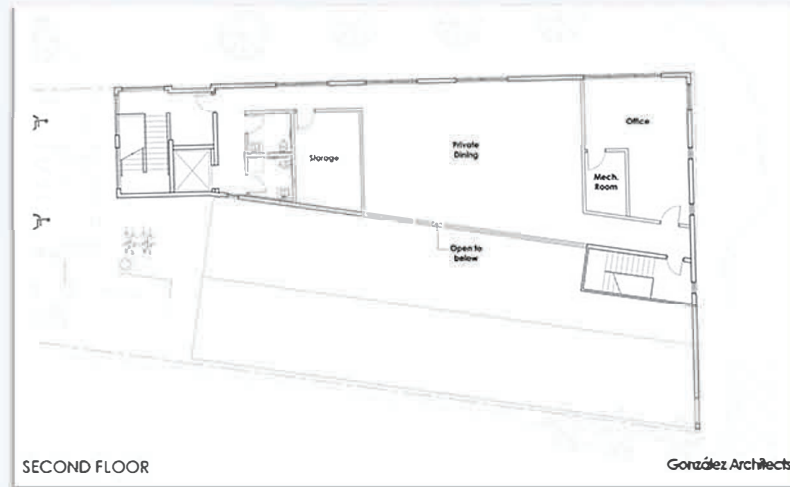 Office
Private
Dining
Storage
Mech.
Room
Open to
below
SECOND FLOOR
González Architects